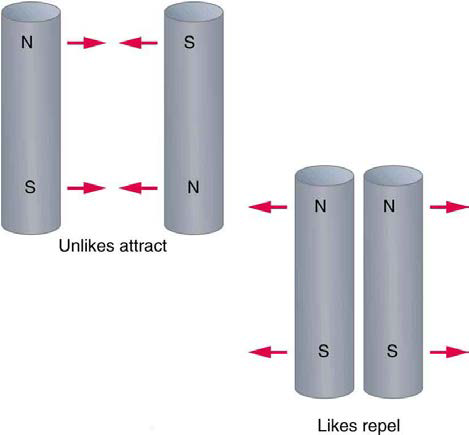 N S
S N
Unlikes attract
N N
S S
Likes repel